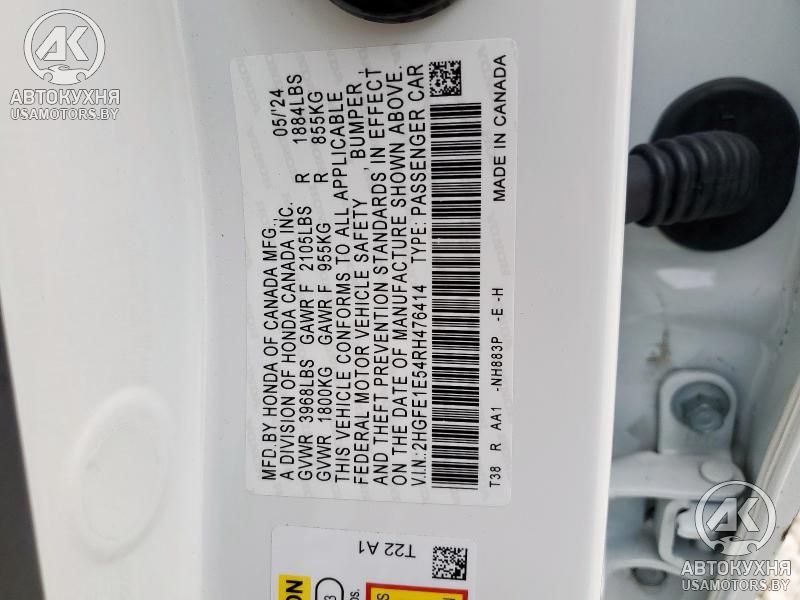 АК
АВТОКУХНЯ
USAMOTORS.BY
MFD. BY HONDA OF CANADA MFG.,
A DIVISION OF HONDA CANADA INC. 05/'24
GVWR 3968LBS GAWR F 2105LBS R 1884LBS
GVWR 1800KG GAWR F 955KG R 855KG
THIS VEHICLE CONFORMS TO ALL APPLICABLE
FEDERAL MOTOR VEHICLE SAFETY , BUMPER ,
AND THEFT PREVENTION STANDARDS, IN EFFECT
ON THE DATE OF MANUFACTURE SHOWN ABOVE.
V.I.N.: 2HGFE1E54RH476414 TYPE: PASSENGER CAR
T38 R AA1 -NH883P -E -H
MADE IN CANADA
T22 A1
АК
АВТОКУХНЯ
USAMOTORS.BY